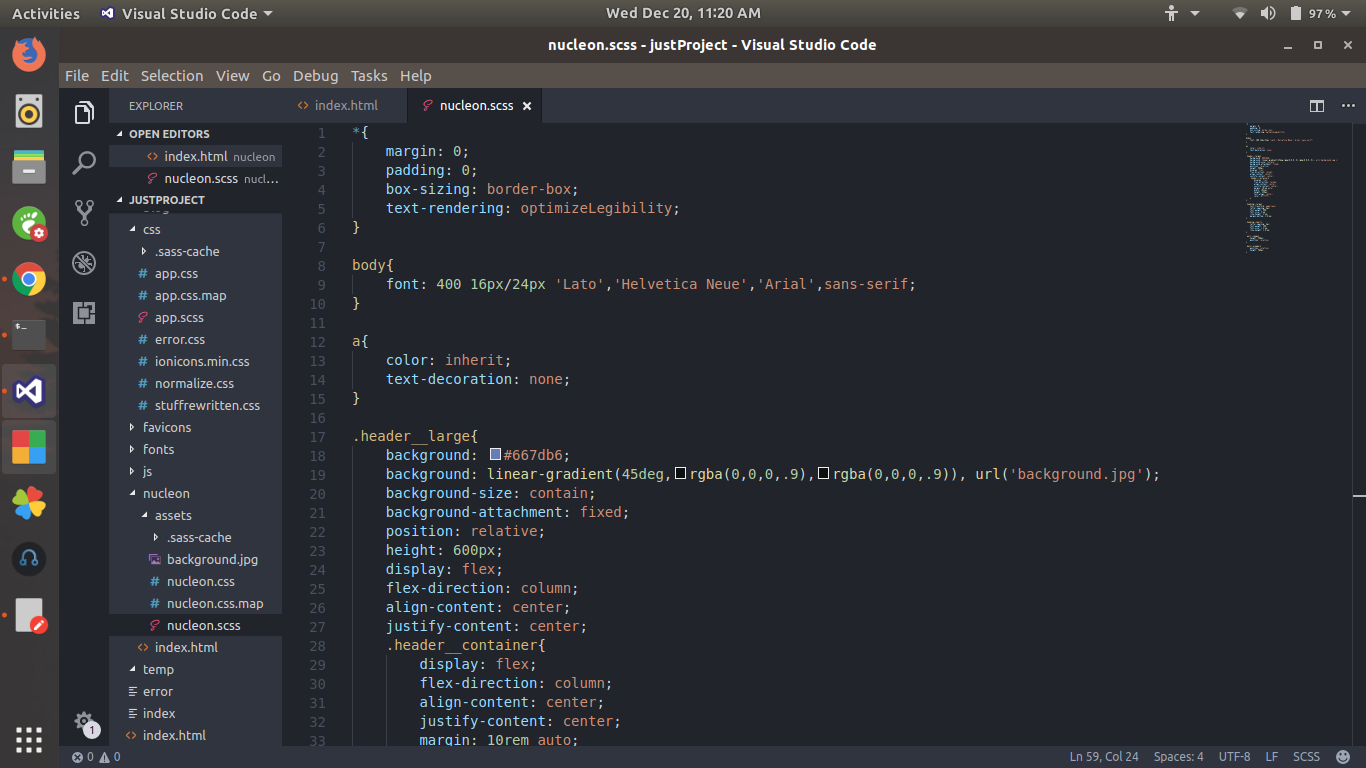 Activities Visual Studio Code Wed Dec 20, 11:20 AM 97%
nucleon.scss - justProject - Visual Studio Code
File Edit Selection View Go Debug Tasks Help
EXPLORER
OPEN EDITORS
index.html nucleon
nucleon.scss nucl...
JUSTPROJECT
css
.sass-cache
# app.css
# app.css.map
app.scss
# error.css
# ionicons.min.css
# normalize.css
# stuffrewritten.css
favicons
fonts
js
nucleon
assets
.sass-cache
background.jpg
# nucleon.css
# nucleon.css.map
nucleon.scss
index.html
temp
error
index
index.html
1
<> index.html nucleon.scss ×
1 *{
2 margin: 0;
3 padding: 0;
4 box-sizing: border-box;
5 text-rendering: optimizeLegibility;
6 }
7
8 body{
9 font: 400 16px/24px 'Lato','Helvetica Neue','Arial',sans-serif;
10 }
11
12 a{
13 color: inherit;
14 text-decoration: none;
15 }
16
17 .header__large{
18 background: #667db6;
19 background: linear-gradient(45deg,rgba(0,0,0,.9),rgba(0,0,0,.9)), url('background.jpg');
20 background-size: contain;
21 background-attachment: fixed;
22 position: relative;
23 height: 600px;
24 display: flex;
25 flex-direction: column;
26 align-content: center;
27 justify-content: center;
28 .header__container{
29 display: flex;
30 flex-direction: column;
31 align-content: center;
32 justify-content: center;
33 margin: 10rem auto;
0 0 Ln 59, Col 24 Spaces: 4 UTF-8 LF SCSS